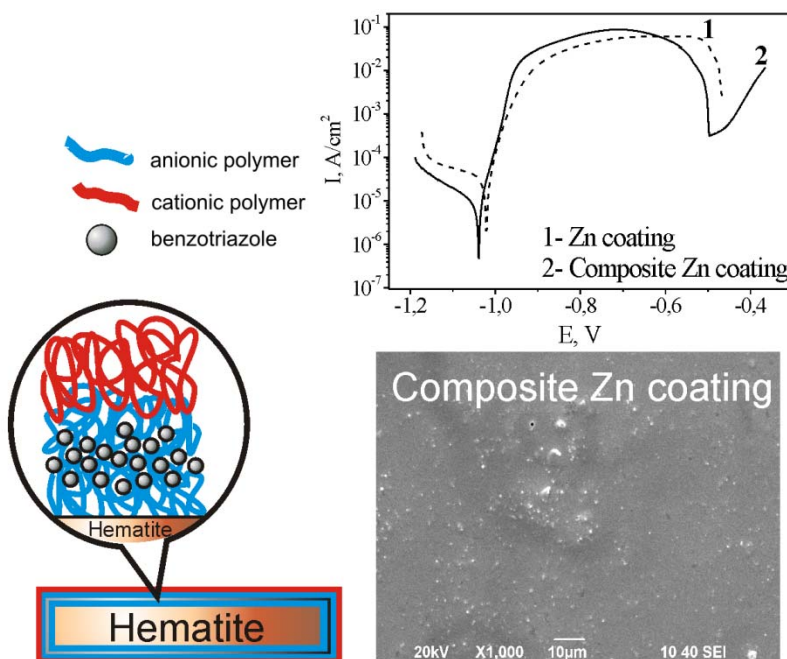 anionic polymer
cationic polymer
benzotriazole
Hematite
Hematite
I, A/cm²
10⁻¹
10⁻²
10⁻³
10⁻⁴
10⁻⁵
10⁻⁶
10⁻⁷
1
2
1- Zn coating
2- Composite Zn coating
-1,2 -1,0 -0,8 -0,6 -0,4
E, V
Composite Zn coating
20kV X1,000 10µm 10 40 SEI